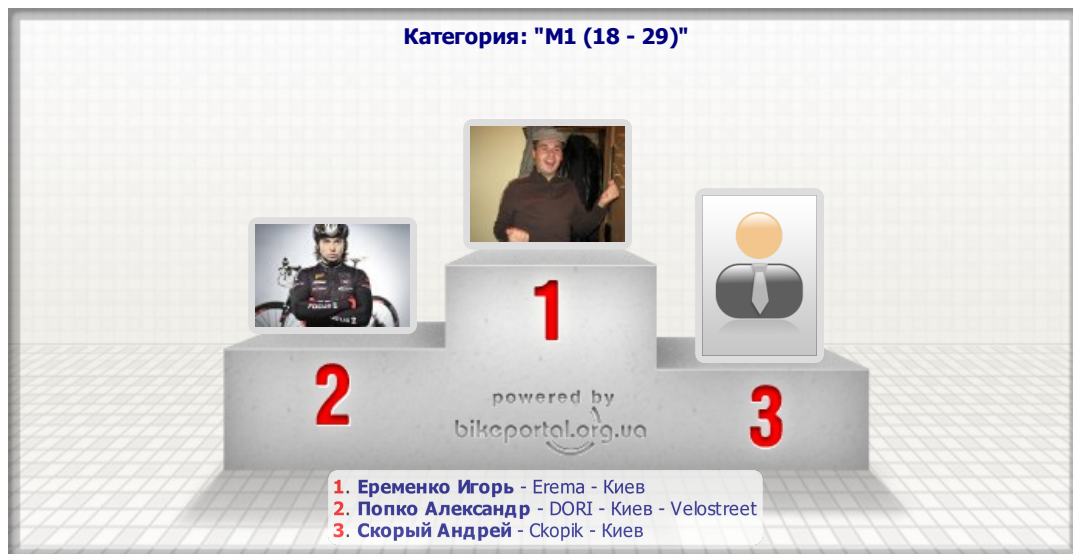 Категория: "М1 (18 - 29)"
1
2
3
powered by
bikeportal.org.ua
FOCUS
1. Еременко Игорь - Erema - Киев
2. Попко Александр - DORI - Киев - Velostreet
3. Скорый Андрей - Ckopik - Киев